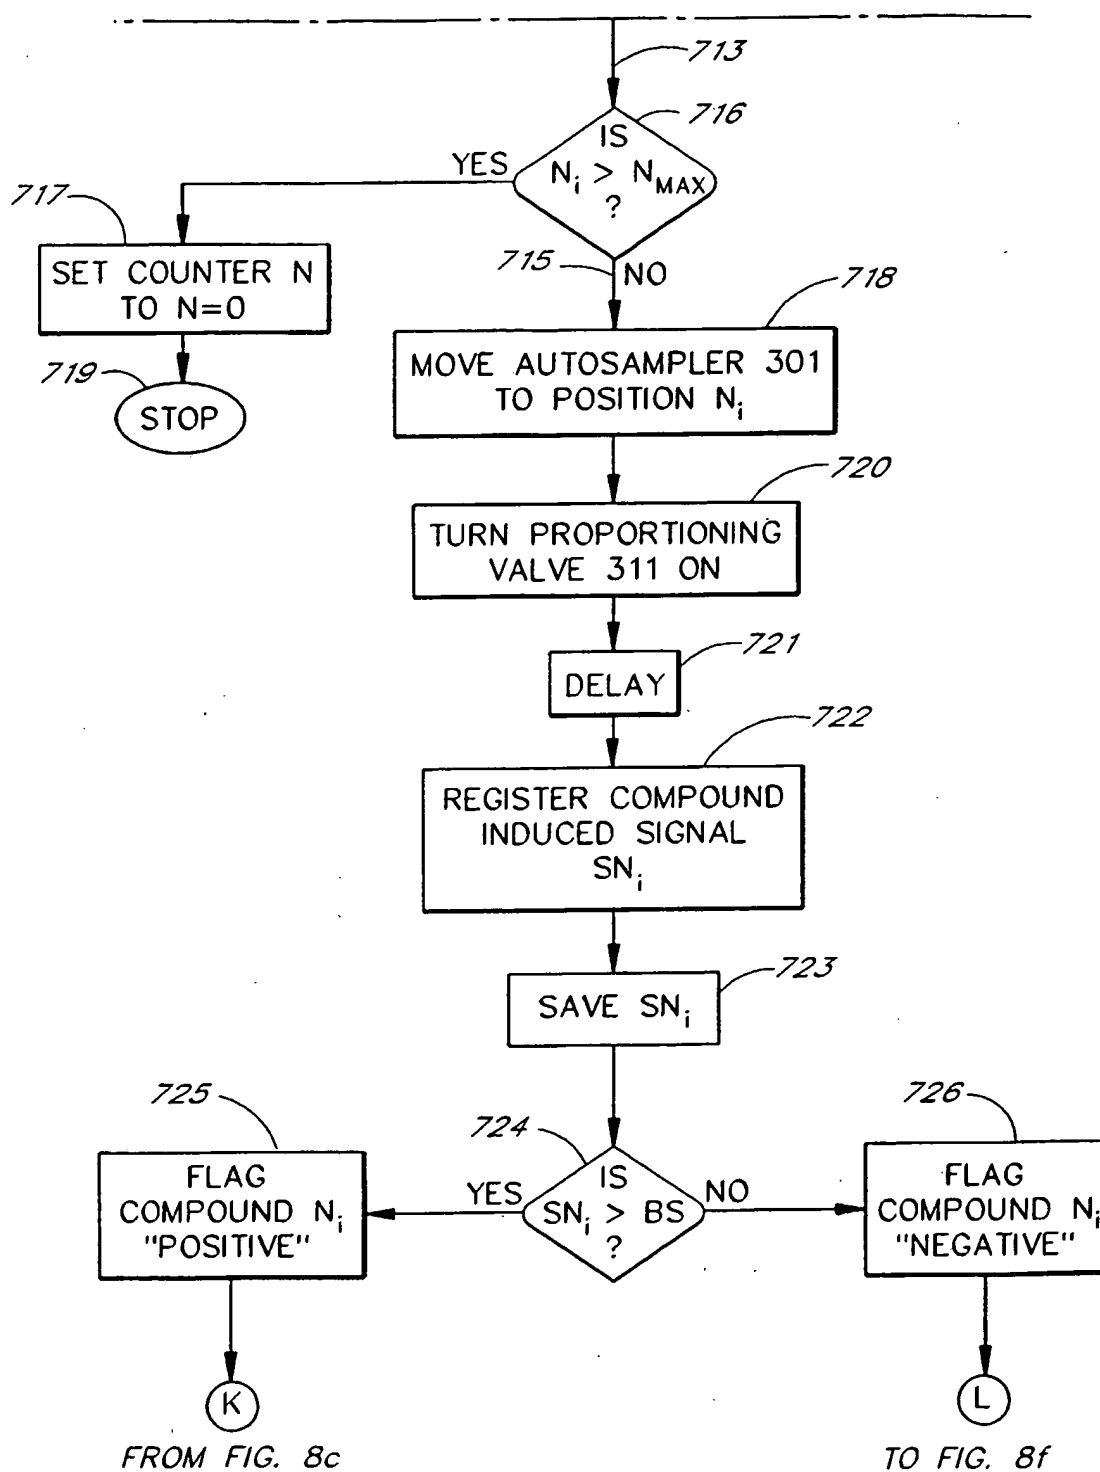 713
716
IS
Nᵢ > N_MAX
?
YES
717
SET COUNTER N
TO N=0
719
STOP
715
NO
718
MOVE AUTOSAMPLER 301
TO POSITION Nᵢ
720
TURN PROPORTIONING
VALVE 311 ON
721
DELAY
722
REGISTER COMPOUND
INDUCED SIGNAL
SNᵢ
723
SAVE SNᵢ
724
IS
SNᵢ > BS
?
YES
NO
725
FLAG
COMPOUND Nᵢ
"POSITIVE"
726
FLAG
COMPOUND Nᵢ
"NEGATIVE"
K
FROM FIG. 8c
L
TO FIG. 8f